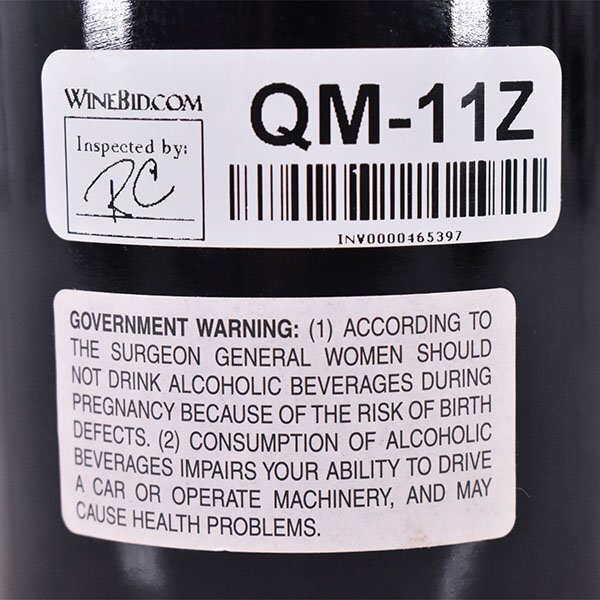 WINEBID.COM
QM-11Z
Inspected by:
RC
INV0000465397
GOVERNMENT WARNING: (1) ACCORDING TO
THE SURGEON GENERAL WOMEN SHOULD
NOT DRINK ALCOHOLIC BEVERAGES DURING
PREGNANCY BECAUSE OF THE RISK OF BIRTH
DEFECTS. (2) CONSUMPTION OF ALCOHOLIC
BEVERAGES IMPAIRS YOUR ABILITY TO DRIVE
A CAR OR OPERATE MACHINERY, AND MAY
CAUSE HEALTH PROBLEMS.